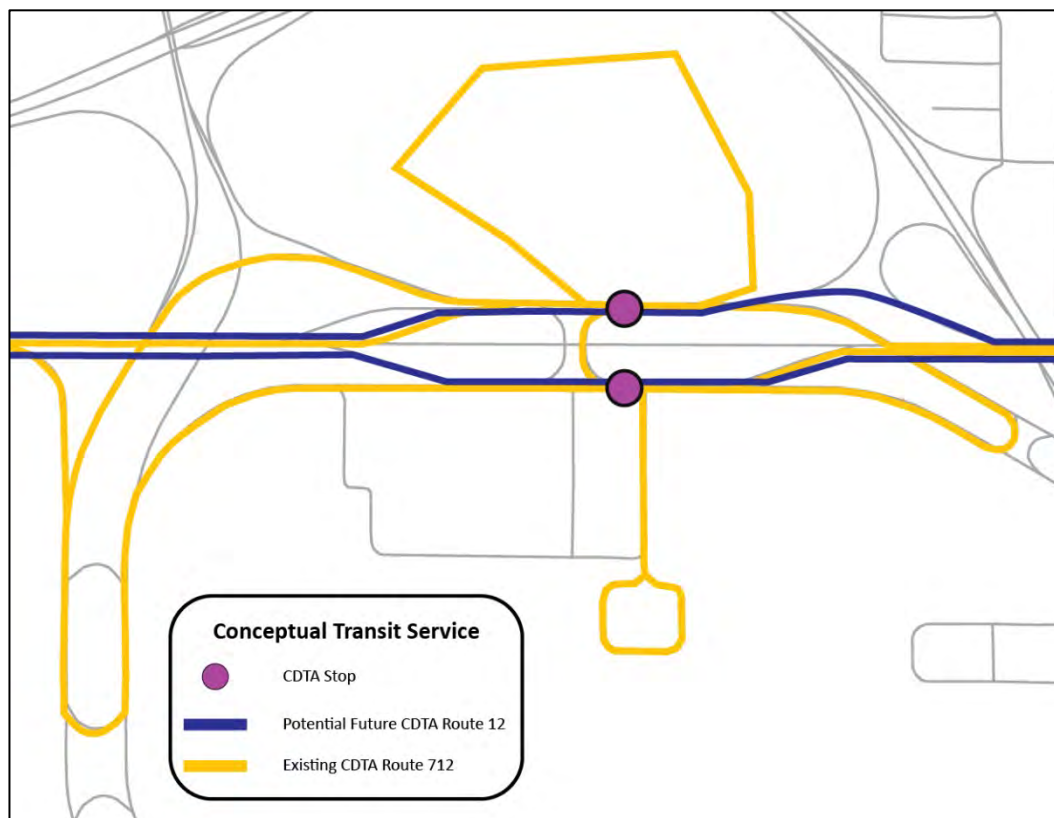 Conceptual Transit Service
CDTA Stop
Potential Future CDTA Route 12
Existing CDTA Route 712